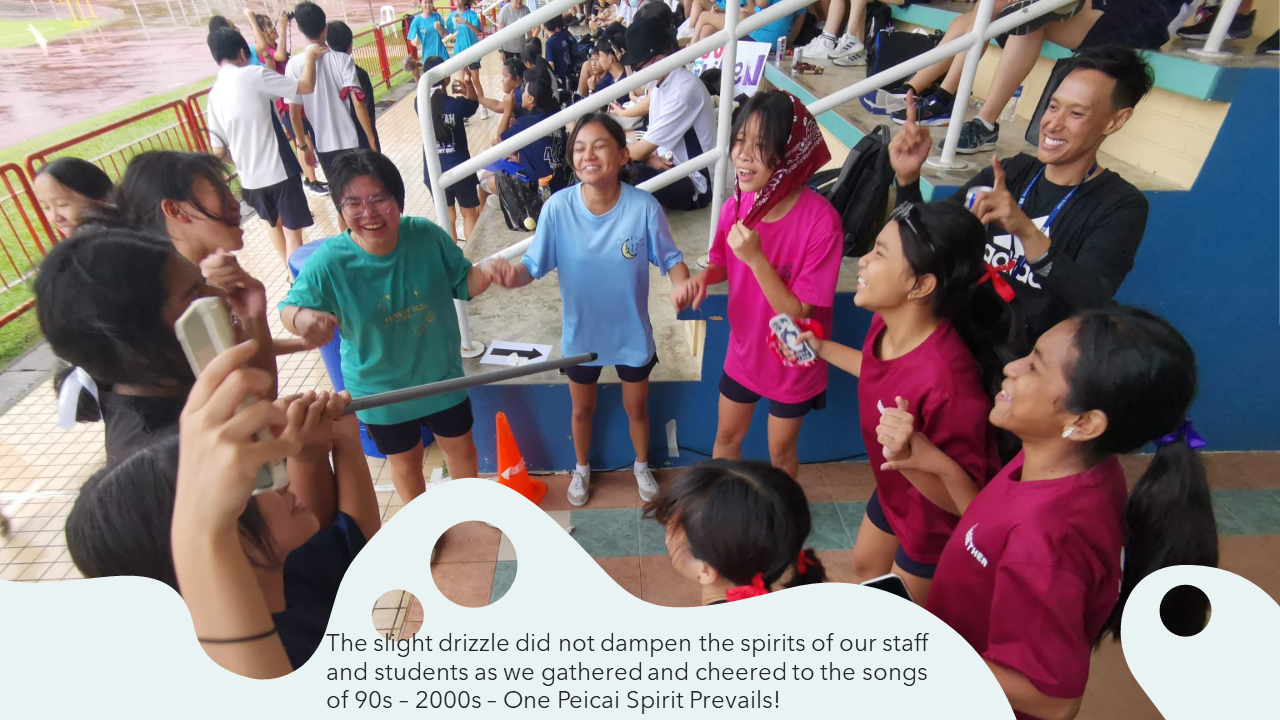 adidas
The slight drizzle did not dampen the spirits of our staff
and students as we gathered and cheered to the songs
of 90s – 2000s – One Peicai Spirit Prevails!